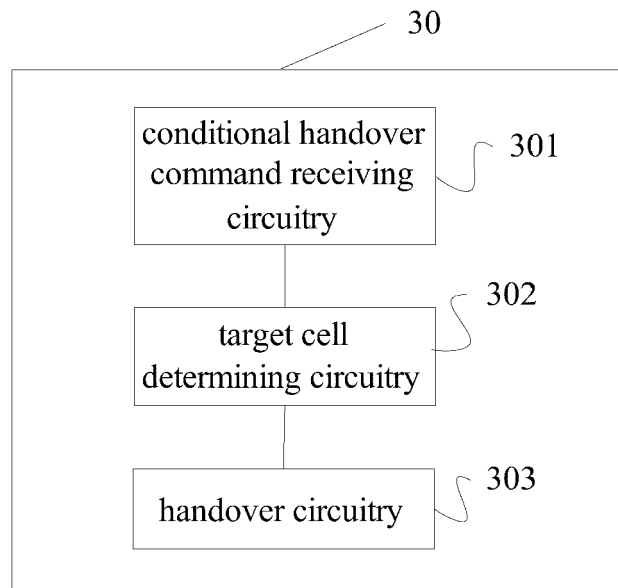 30
conditional handover
command receiving
circuitry
301
302
target cell
determining circuitry
303
handover circuitry